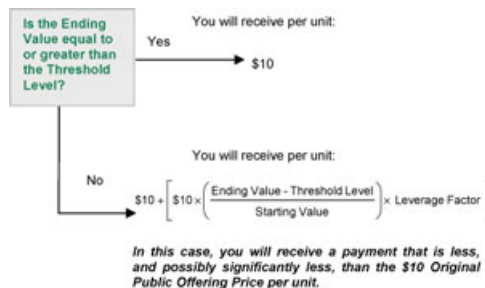 Is the Ending
Value equal to
or greater than
the Threshold
Level?
Yes
You will receive per unit:
$10
No
You will receive per unit:
$10 + [ $10 × ( Ending Value - Threshold Level
Starting Value ) × Leverage Factor
In this case, you will receive a payment that is less,
and possibly significantly less, than the $10 Original
Public Offering Price per unit.